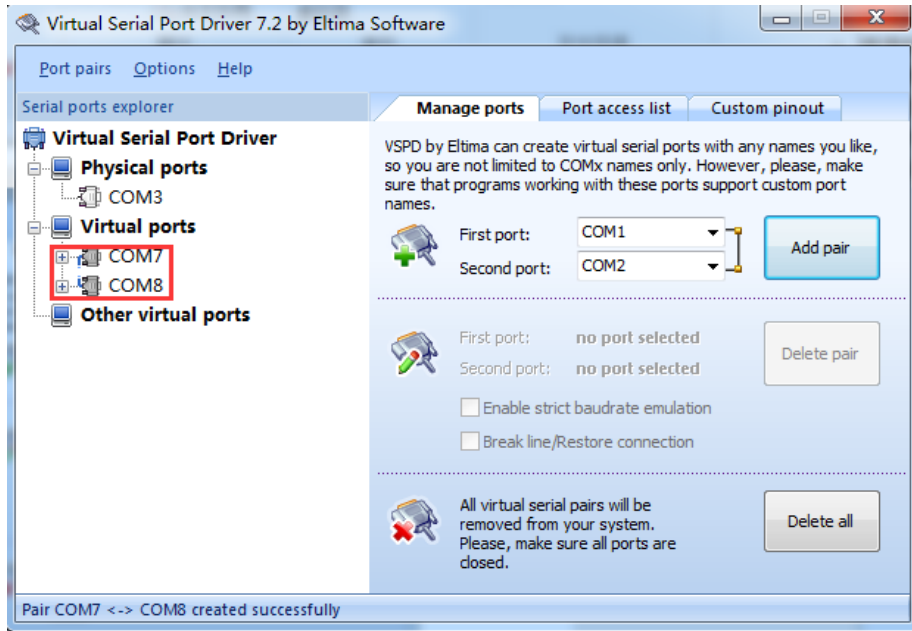 Virtual Serial Port Driver 7.2 by Eltima Software
Port pairs Options Help
Serial ports explorer
Virtual Serial Port Driver
Physical ports
COM3
Virtual ports
COM7
COM8
Other virtual ports
Manage ports Port access list Custom pinout
VSPD by Eltima can create virtual serial ports with any names you like,
so you are not limited to COMx names only. However, please, make
sure that programs working with these ports support custom port
names.
First port: COM1
Second port: COM2
Add pair
First port: no port selected
Second port: no port selected
Delete pair
Enable strict baudrate emulation
Break line/Restore connection
All virtual serial pairs will be
removed from your system.
Please, make sure all ports are
closed.
Delete all
Pair COM7 <-> COM8 created successfully